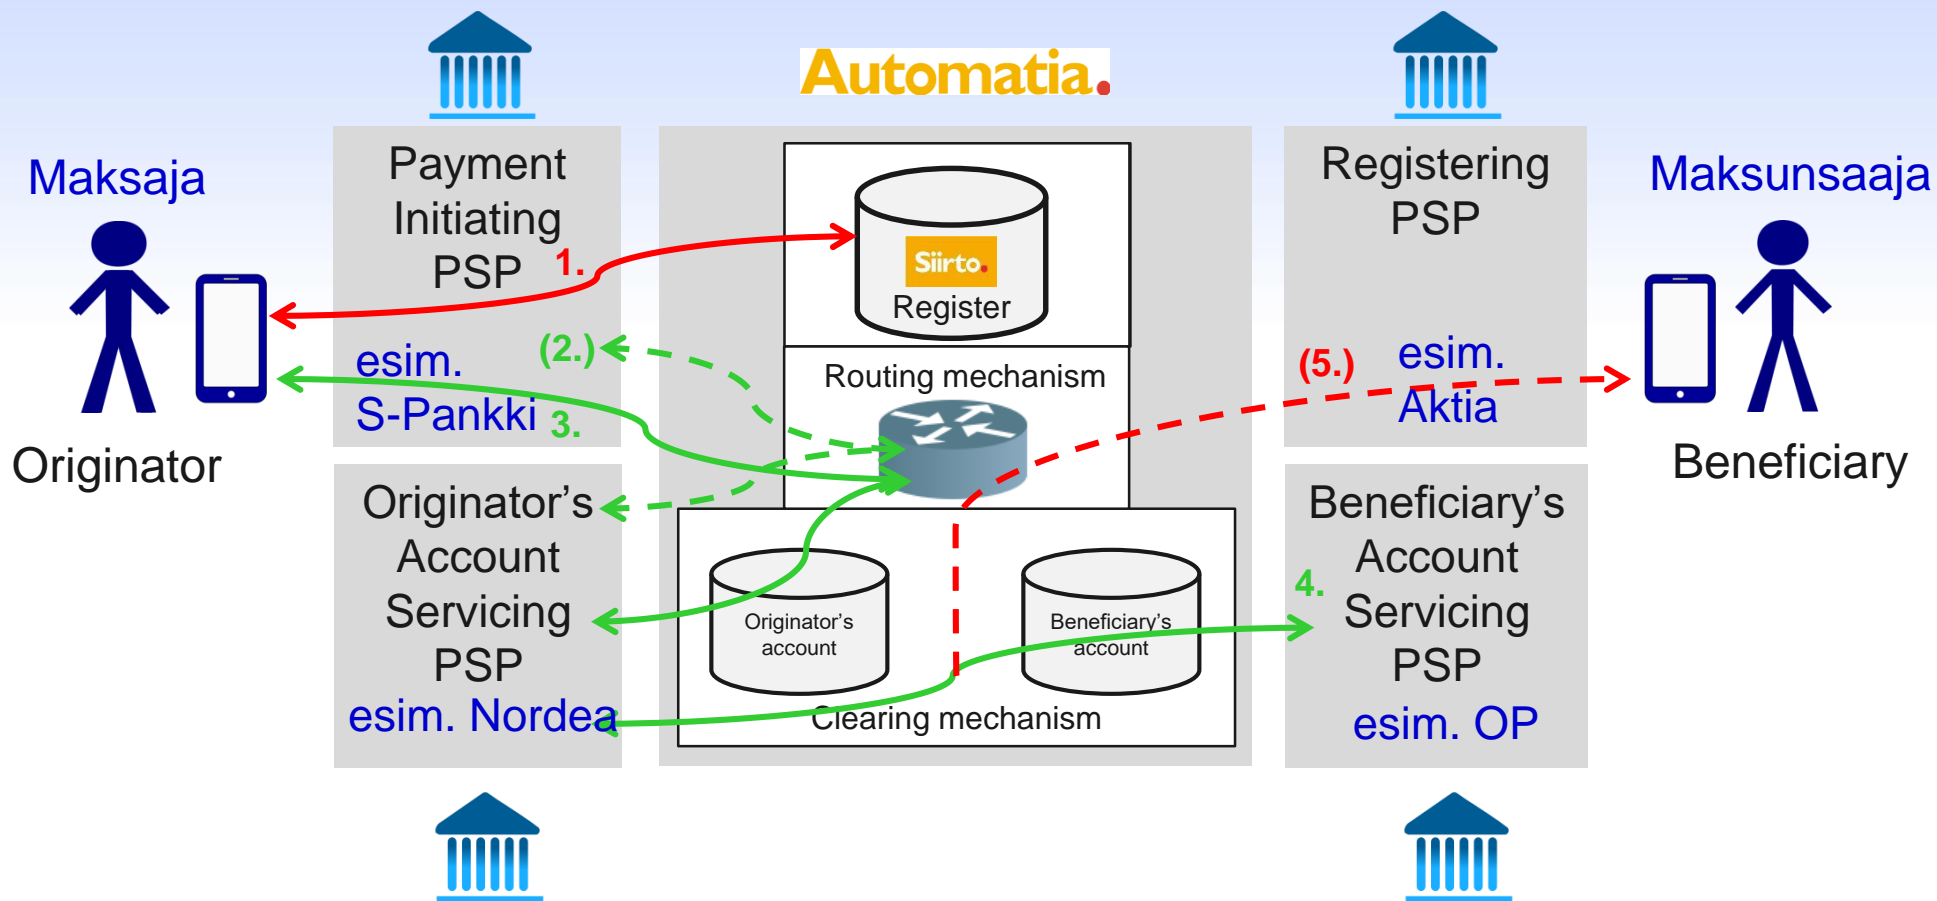 Automatia.
Maksaja
Originator
Payment
Initiating
PSP
1.
(2.)
esim.
S-Pankki
3.
Originator’s
Account
Servicing
PSP
esim. Nordea
Siirto.
Register
Routing mechanism
Originator’s
account
Beneficiary’s
account
Clearing mechanism
Registering
PSP
(5.)
esim.
Aktia
4.
Beneficiary’s
Account
Servicing
PSP
esim. OP
Maksunsaaja
Beneficiary